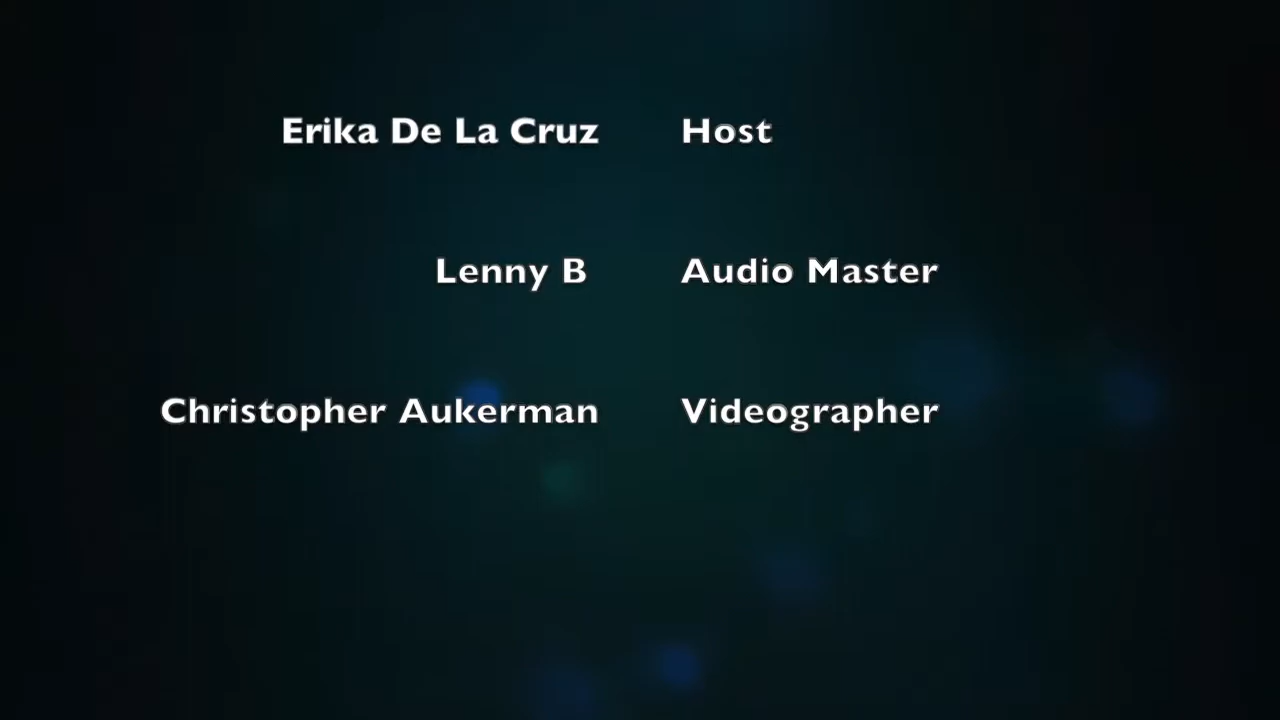 Erika De La Cruz Host
Lenny B Audio Master
Christopher Aukerman Videographer